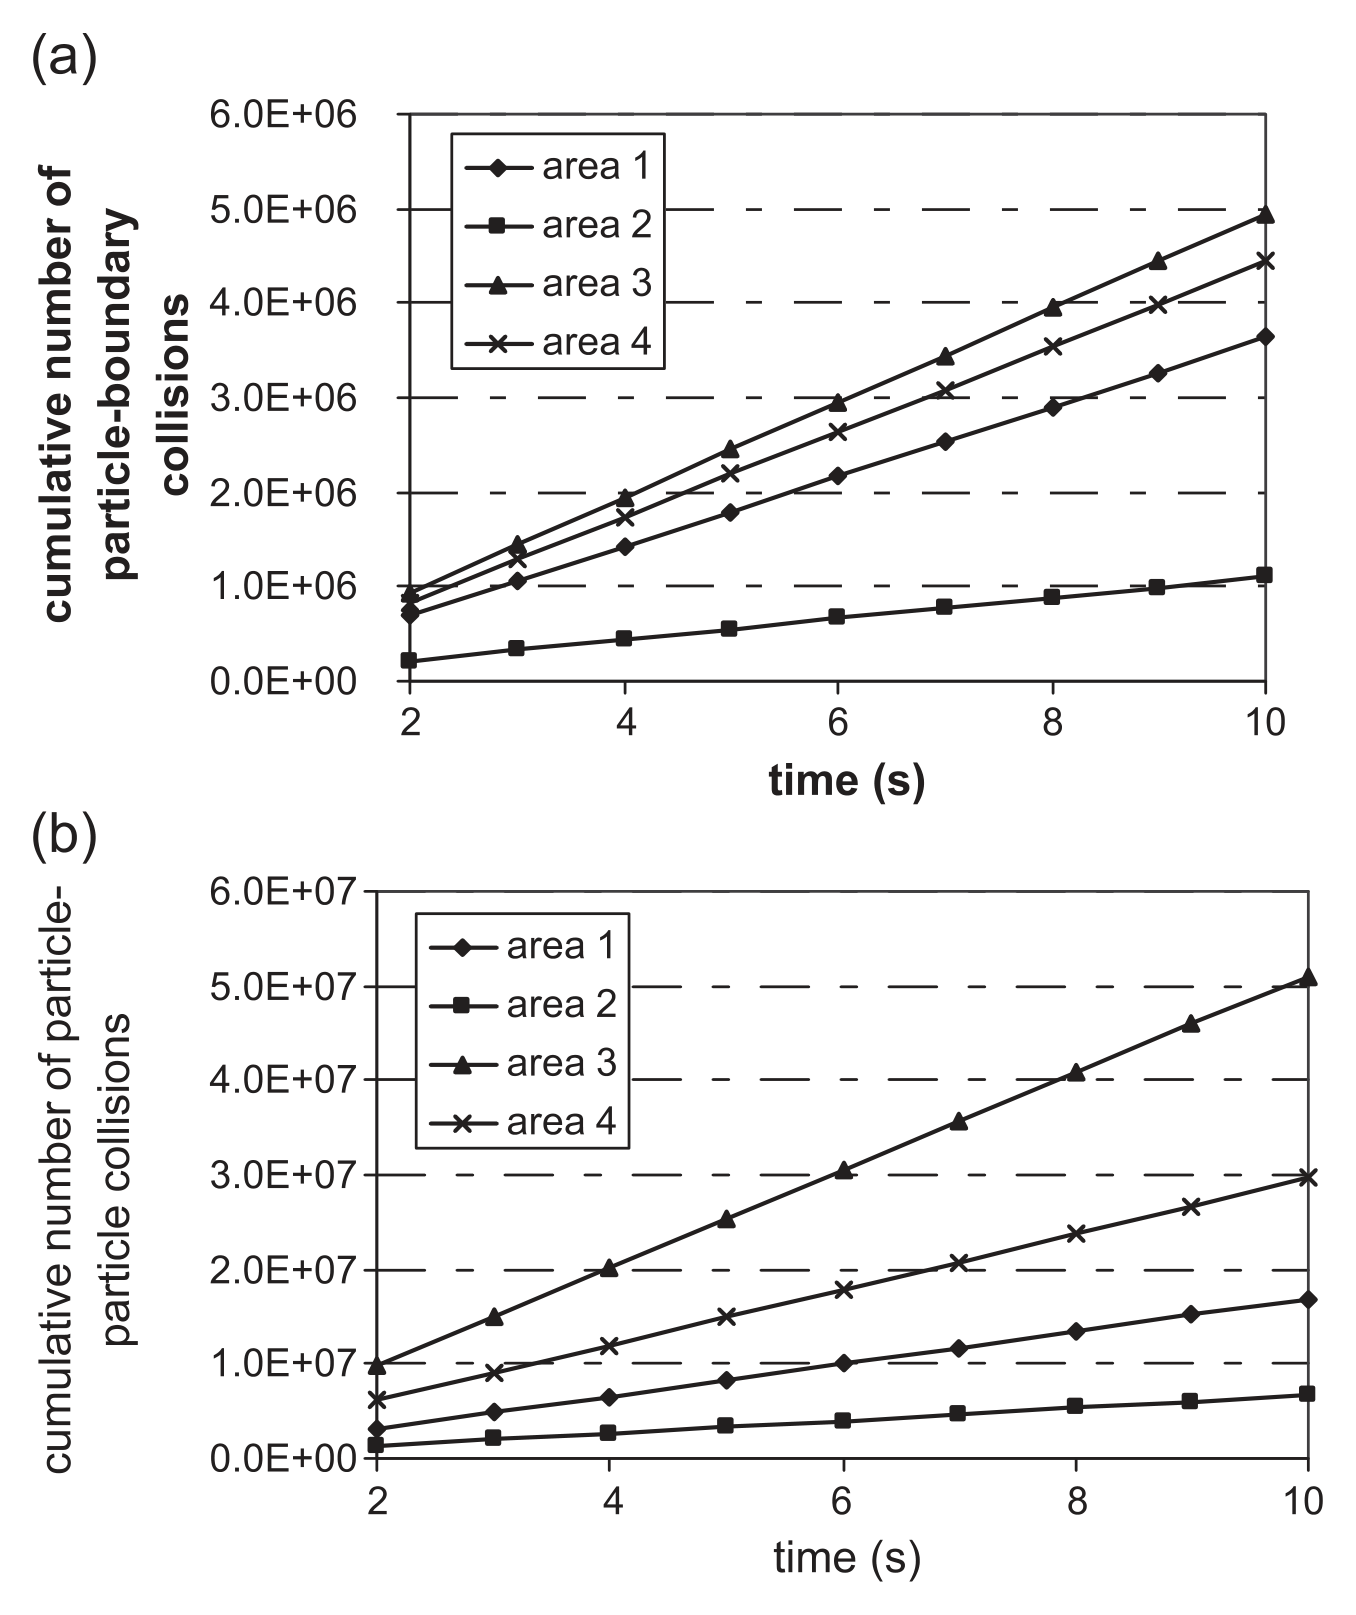 (a)
cumulative number of
particle-boundary
collisions
6.0E+06
5.0E+06
4.0E+06
3.0E+06
2.0E+06
1.0E+06
0.0E+00
area 1
area 2
area 3
area 4
2 4 6 8 10
time (s)
(b)
cumulative number of particle-
particle collisions
6.0E+07
5.0E+07
4.0E+07
3.0E+07
2.0E+07
1.0E+07
0.0E+00
area 1
area 2
area 3
area 4
2 4 6 8 10
time (s)